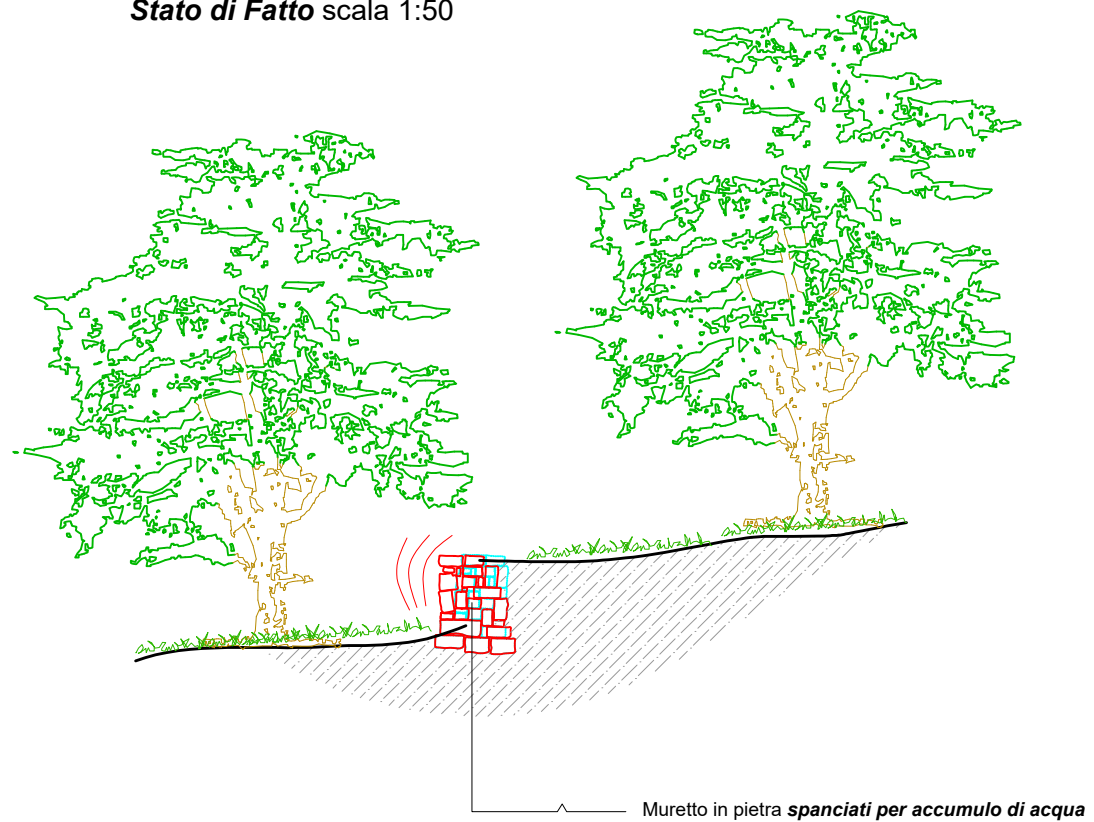 Stato di Fatto scala 1:50
Muretto in pietra spanciati per accumulo di acqua